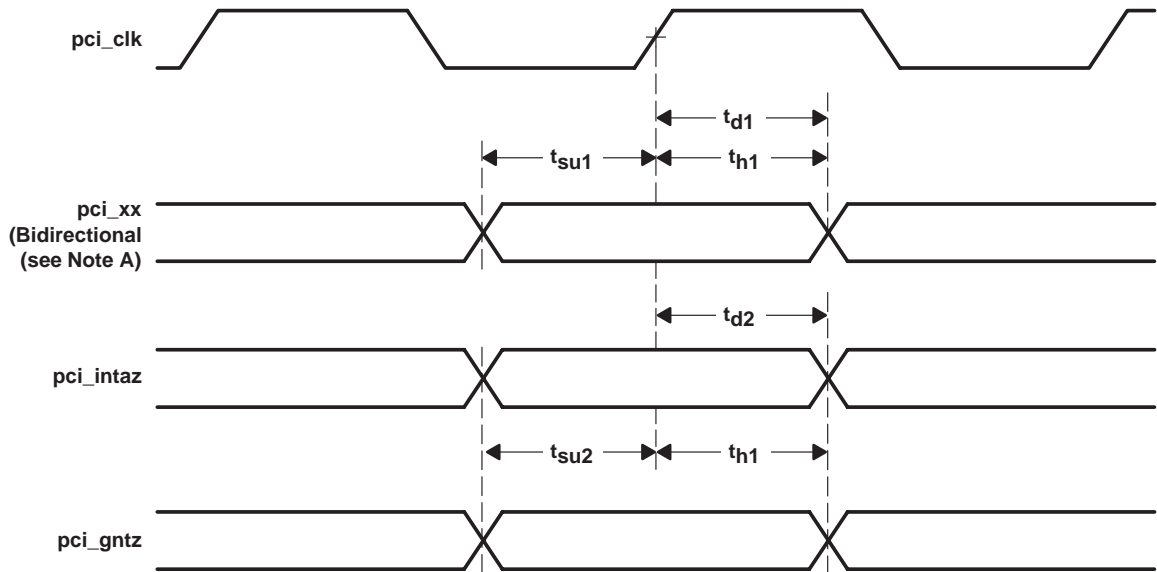 pci_clk
td1
tsu1
th1
pci_xx
(Bidirectional
(see Note A)
td2
pci_intaz
tsu2
th1
pci_gntz